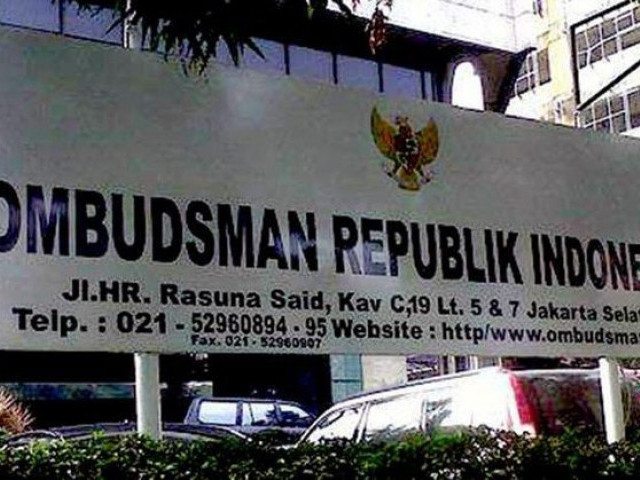 OMBUDSMAN REPUBLIK INDONE
Jl.HR. Rasuna Said, Kav C,19 Lt. 5 & 7 Jakarta Selat
Telp. : 021 - 52960894 - 95 Website : http/www.ombudsma
Fax. 021 - 52960907